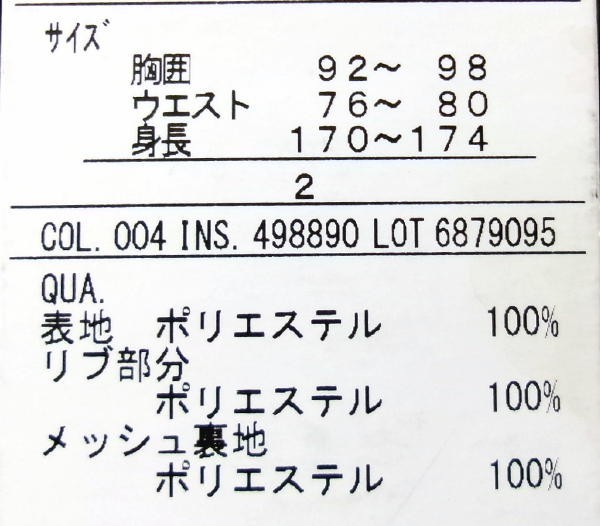 サイズ
胸囲 92〜 98
ウエスト 76〜 80
身長 170〜174
2
COL. 004 INS. 498890 LOT 6879095
QUA.
表地 ポリエステル 100%
リブ部分
ポリエステル 100%
メッシュ裏地
ポリエステル 100%